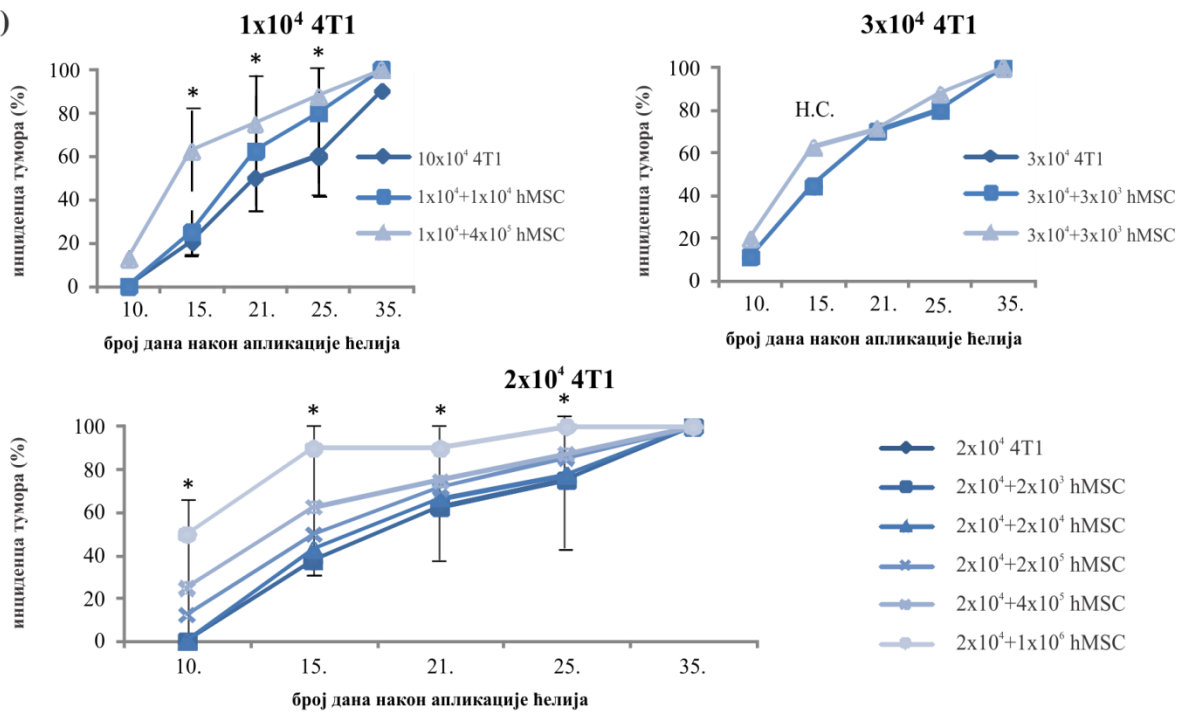 )
1x10⁴ 4T1
инциденца тумора (%)
100
80
60
40
20
0
* * *
10. 15. 21. 25. 35.
број дана након апликације ћелија
10x10⁴ 4T1
1x10⁴+1x10⁴ hMSC
1x10⁴+4x10⁵ hMSC
3x10⁴ 4T1
инциденца тумора (%)
100
80
60
40
20
0
Н.С.
10. 15. 21. 25. 35.
број дана након апликације ћелија
3x10⁴ 4T1
3x10⁴+3x10³ hMSC
3x10⁴+3x10³ hMSC
2x10⁴ 4T1
инциденца тумора (%)
100
80
60
40
20
0
* * * *
10. 15. 21. 25. 35.
број дана након апликације ћелија
2x10⁴ 4T1
2x10⁴+2x10³ hMSC
2x10⁴+2x10⁴ hMSC
2x10⁴+2x10⁵ hMSC
2x10⁴+4x10⁵ hMSC
2x10⁴+1x10⁶ hMSC